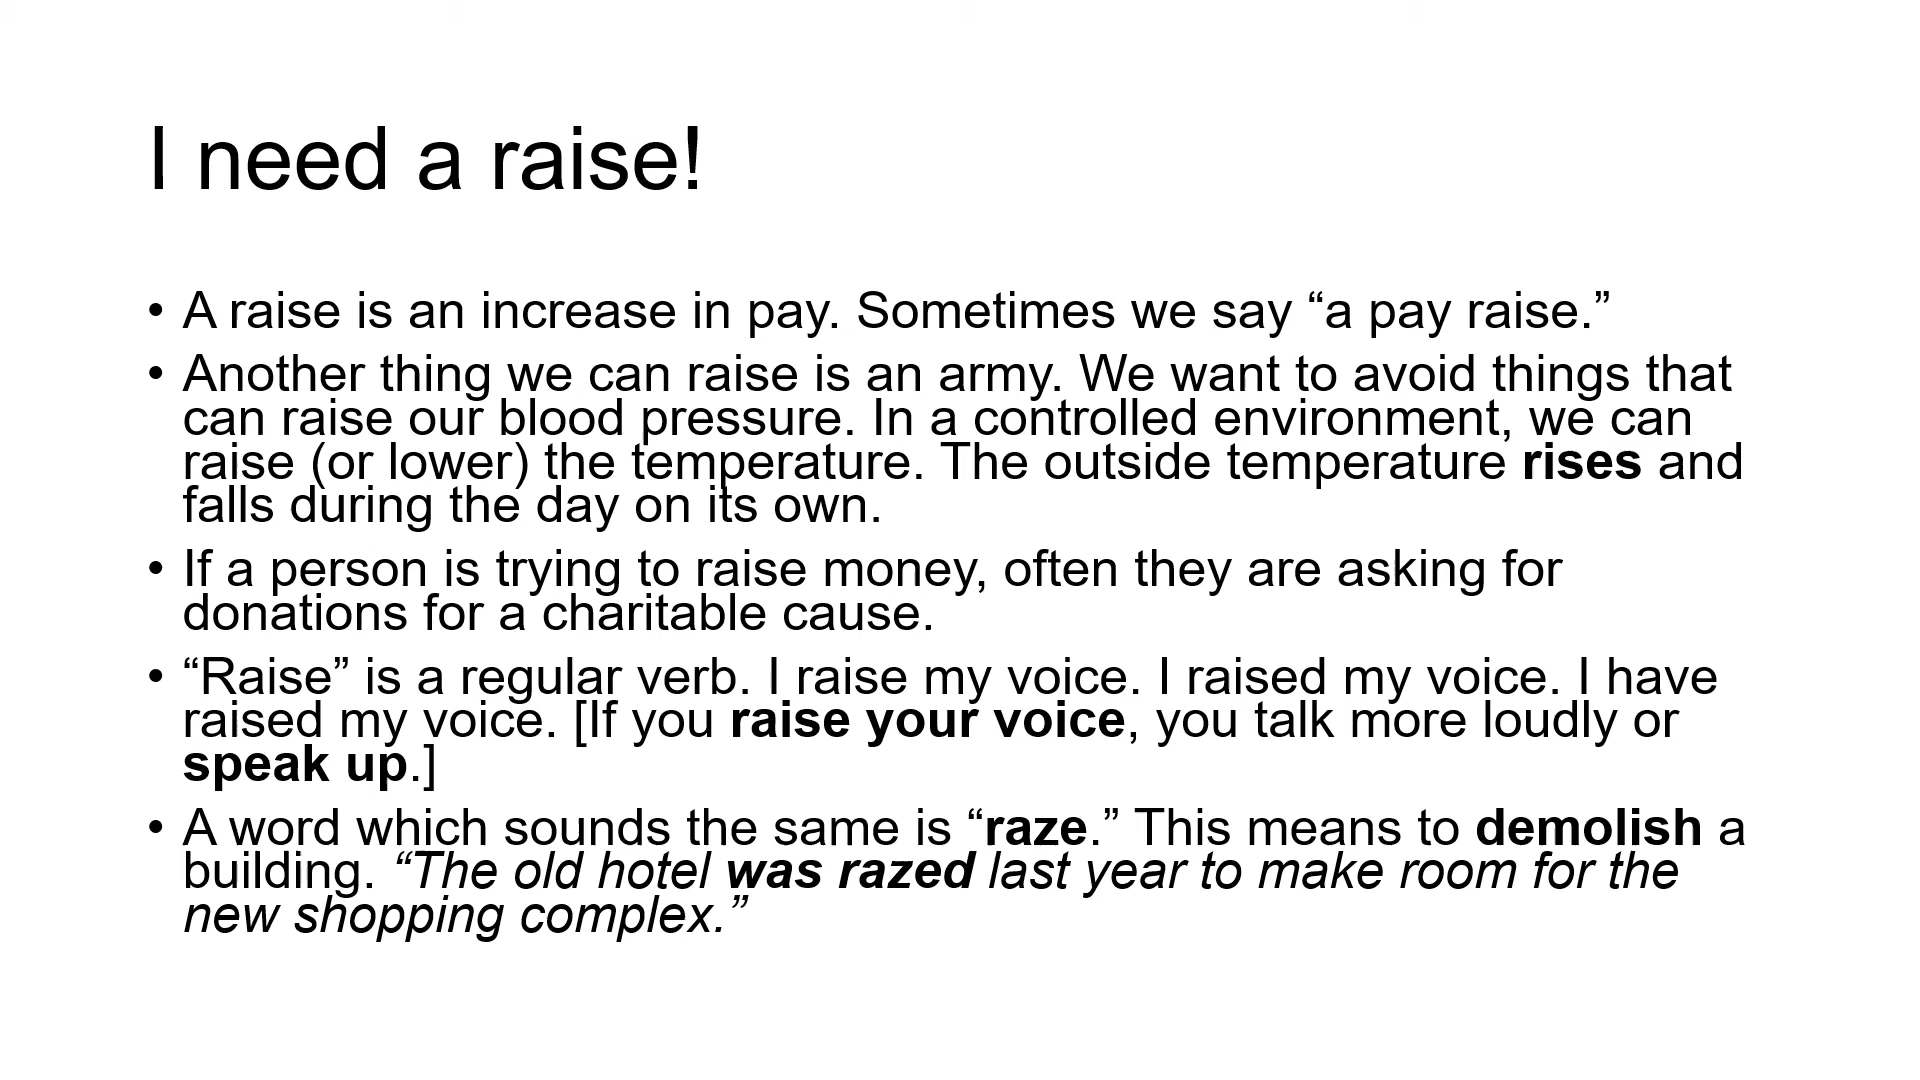 I need a raise!
• A raise is an increase in pay. Sometimes we say “a pay raise.”
• Another thing we can raise is an army. We want to avoid things that
can raise our blood pressure. In a controlled environment, we can
raise (or lower) the temperature. The outside temperature rises and
falls during the day on its own.
• If a person is trying to raise money, often they are asking for
donations for a charitable cause.
• “Raise” is a regular verb. I raise my voice. I raised my voice. I have
raised my voice. [If you raise your voice, you talk more loudly or
speak up.]
• A word which sounds the same is “raze.” This means to demolish a
building. “The old hotel was razed last year to make room for the
new shopping complex.”